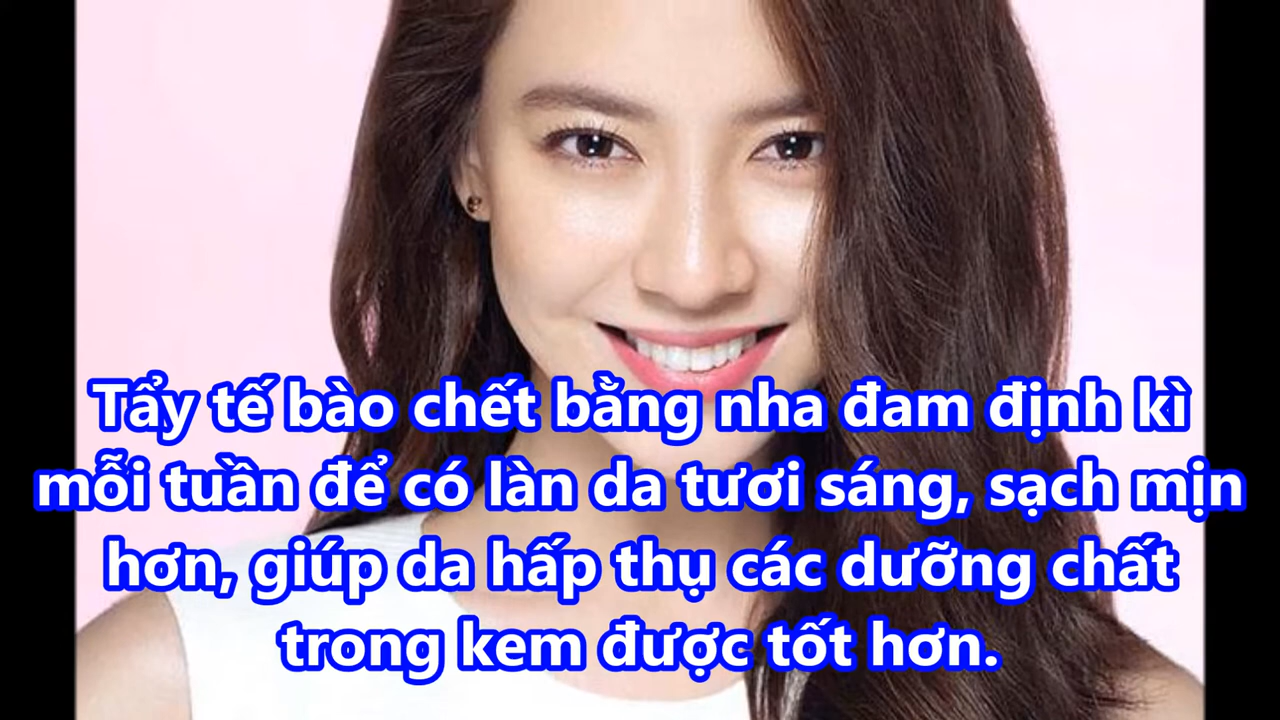 Tẩy tế bào chết bằng nha đam định kì
mỗi tuần để có làn da tươi sáng, sạch mịn
hơn, giúp da hấp thụ các dưỡng chất
trong kem được tốt hơn.